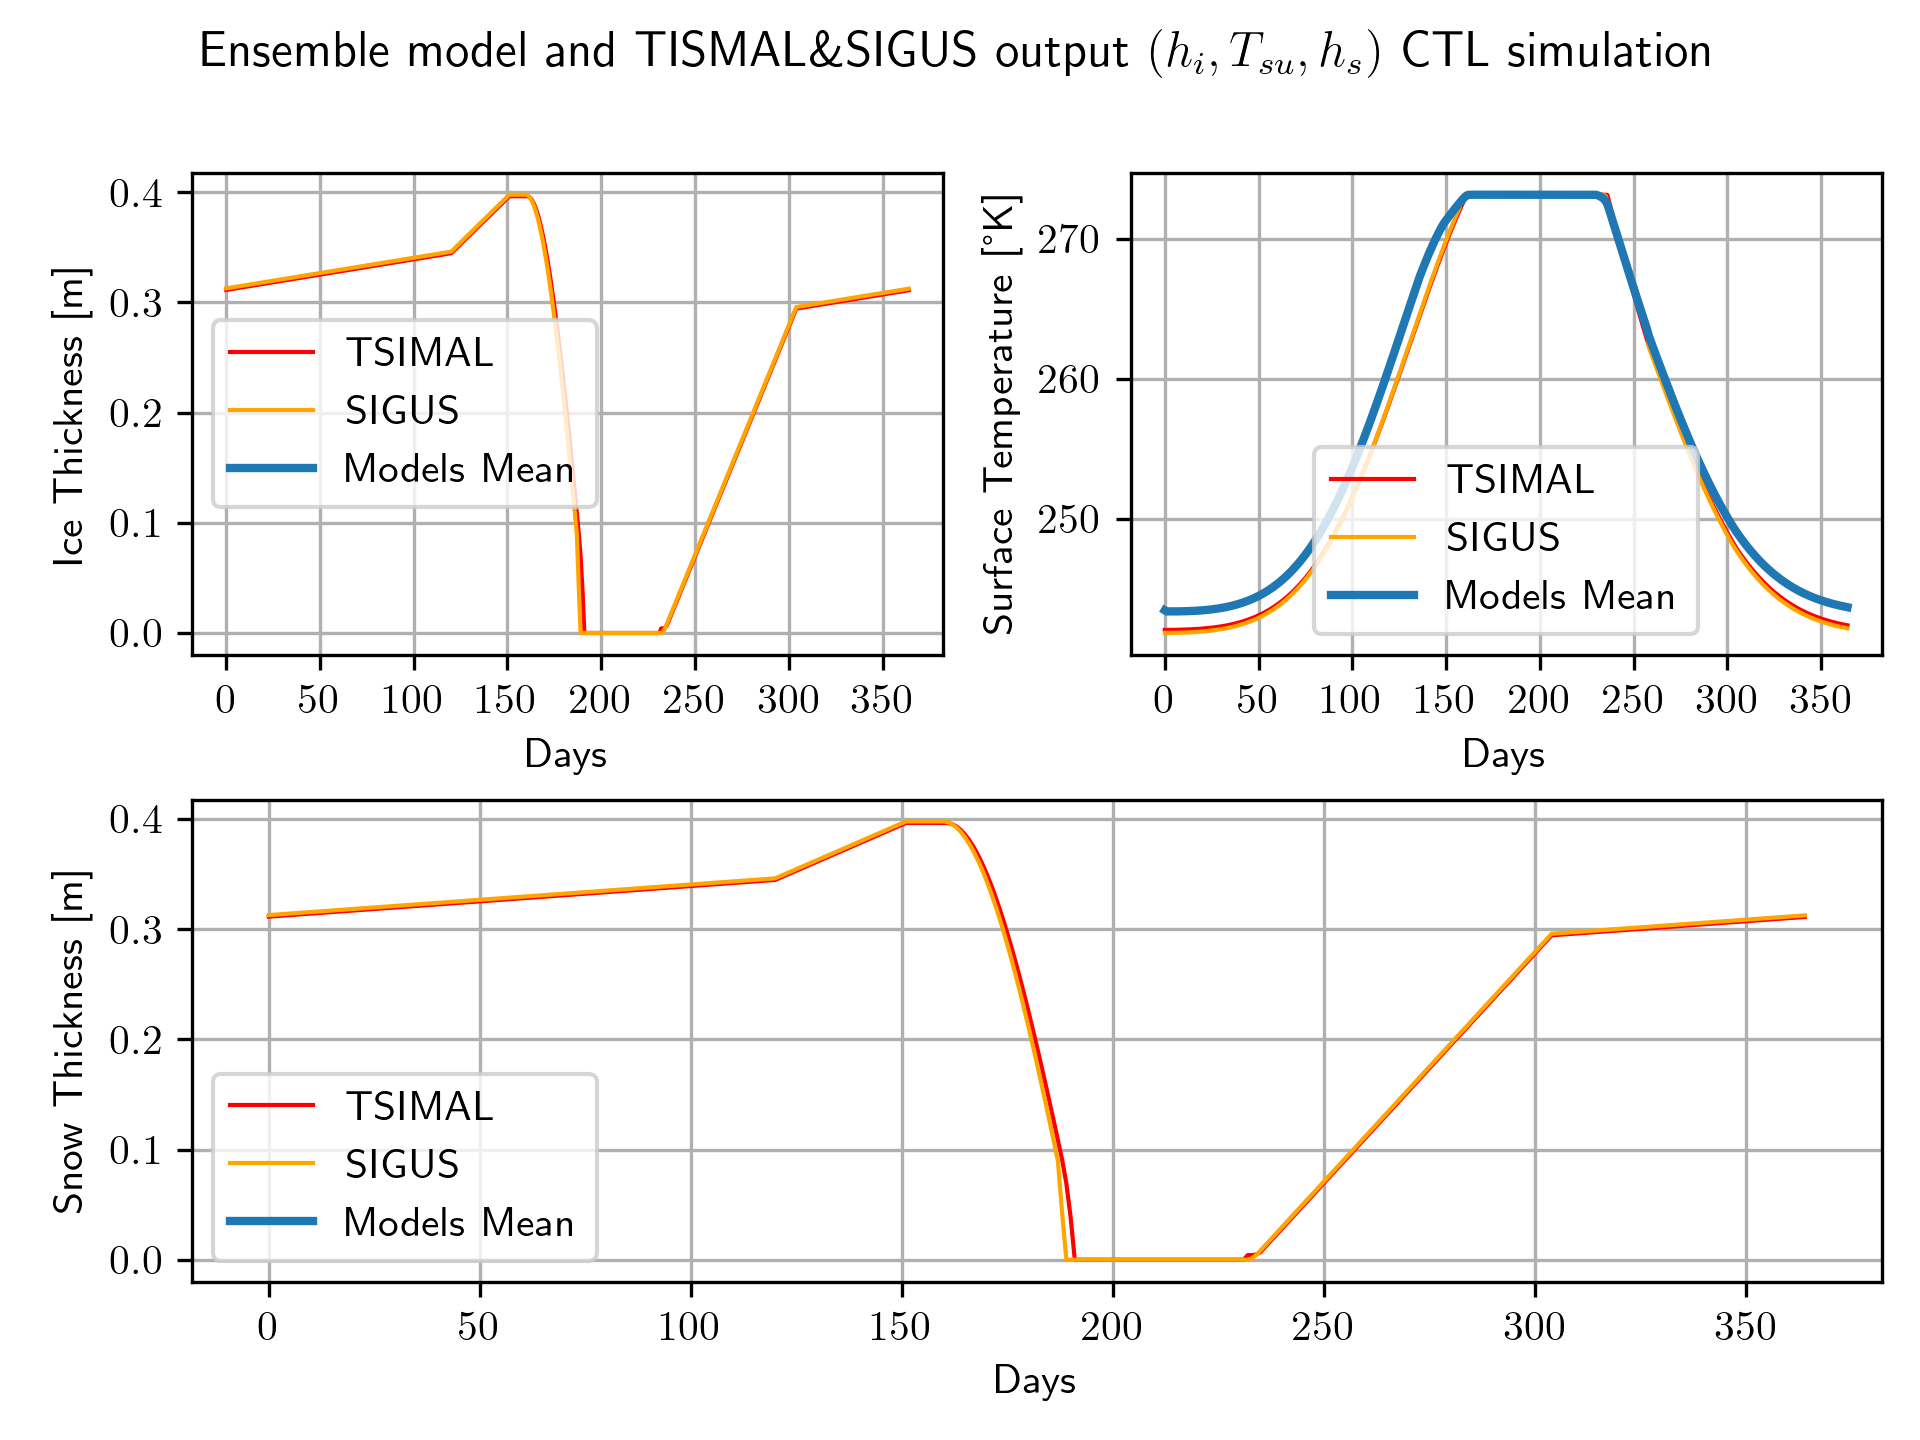 Ensemble model and TISMAL&SIGUS output (h_i, T_su, h_s) CTL simulation
Ice Thickness [m]
0.4
0.3
0.2
0.1
0.0
TSIMAL
SIGUS
Models Mean
0 50 100 150 200 250 300 350
Days
Surface Temperature [°K]
270
260
250
TSIMAL
SIGUS
Models Mean
0 50 100 150 200 250 300 350
Days
Snow Thickness [m]
0.4
0.3
0.2
0.1
0.0
TSIMAL
SIGUS
Models Mean
0 50 100 150 200 250 300 350
Days